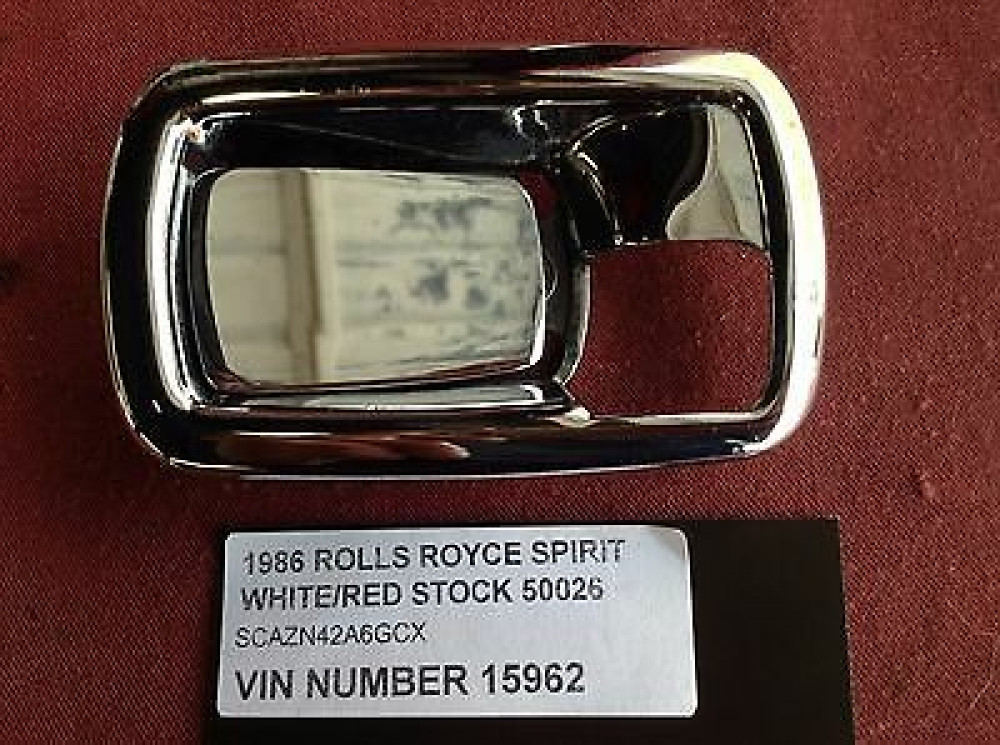 1986 ROLLS ROYCE SPIRIT
WHITE/RED STOCK 50026
SCAZN42A6GCX
VIN NUMBER 15962